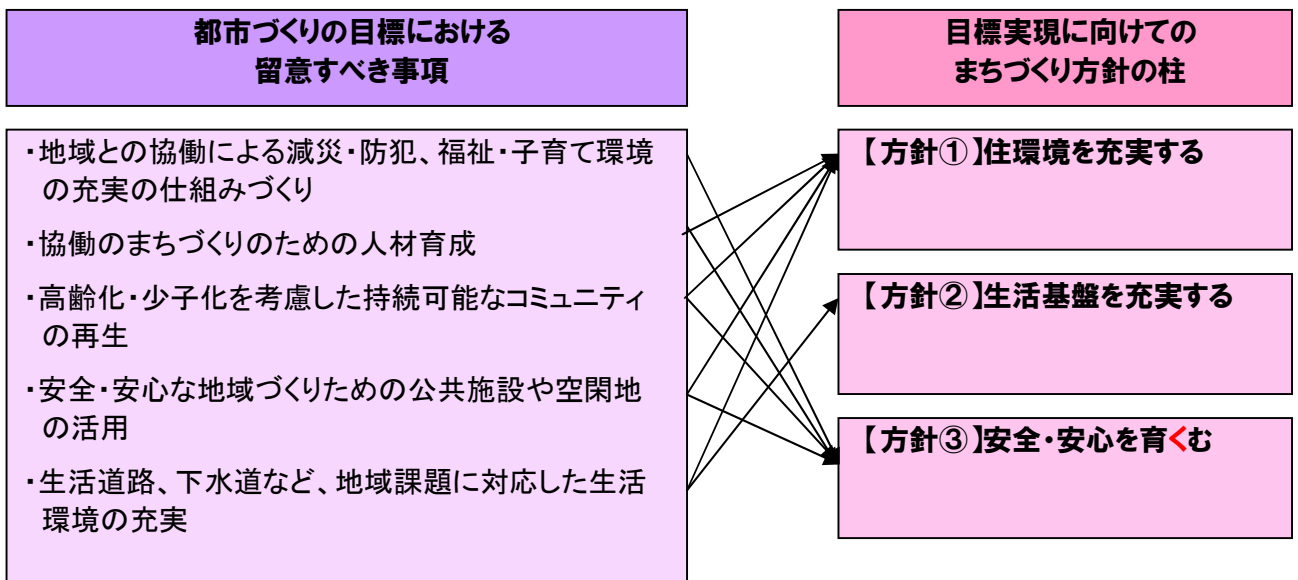 都市づくりの目標における
留意すべき事項
・地域との協働による減災・防犯、福祉・子育て環境
の充実の仕組みづくり
・協働のまちづくりのための人材育成
・高齢化・少子化を考慮した持続可能なコミュニティ
の再生
・安全・安心な地域づくりための公共施設や空閑地
の活用
・生活道路、下水道など、地域課題に対応した生活
環境の充実
目標実現に向けての
まちづくり方針の柱
【方針①】住環境を充実する
【方針②】生活基盤を充実する
【方針③】安全・安心を育くむ